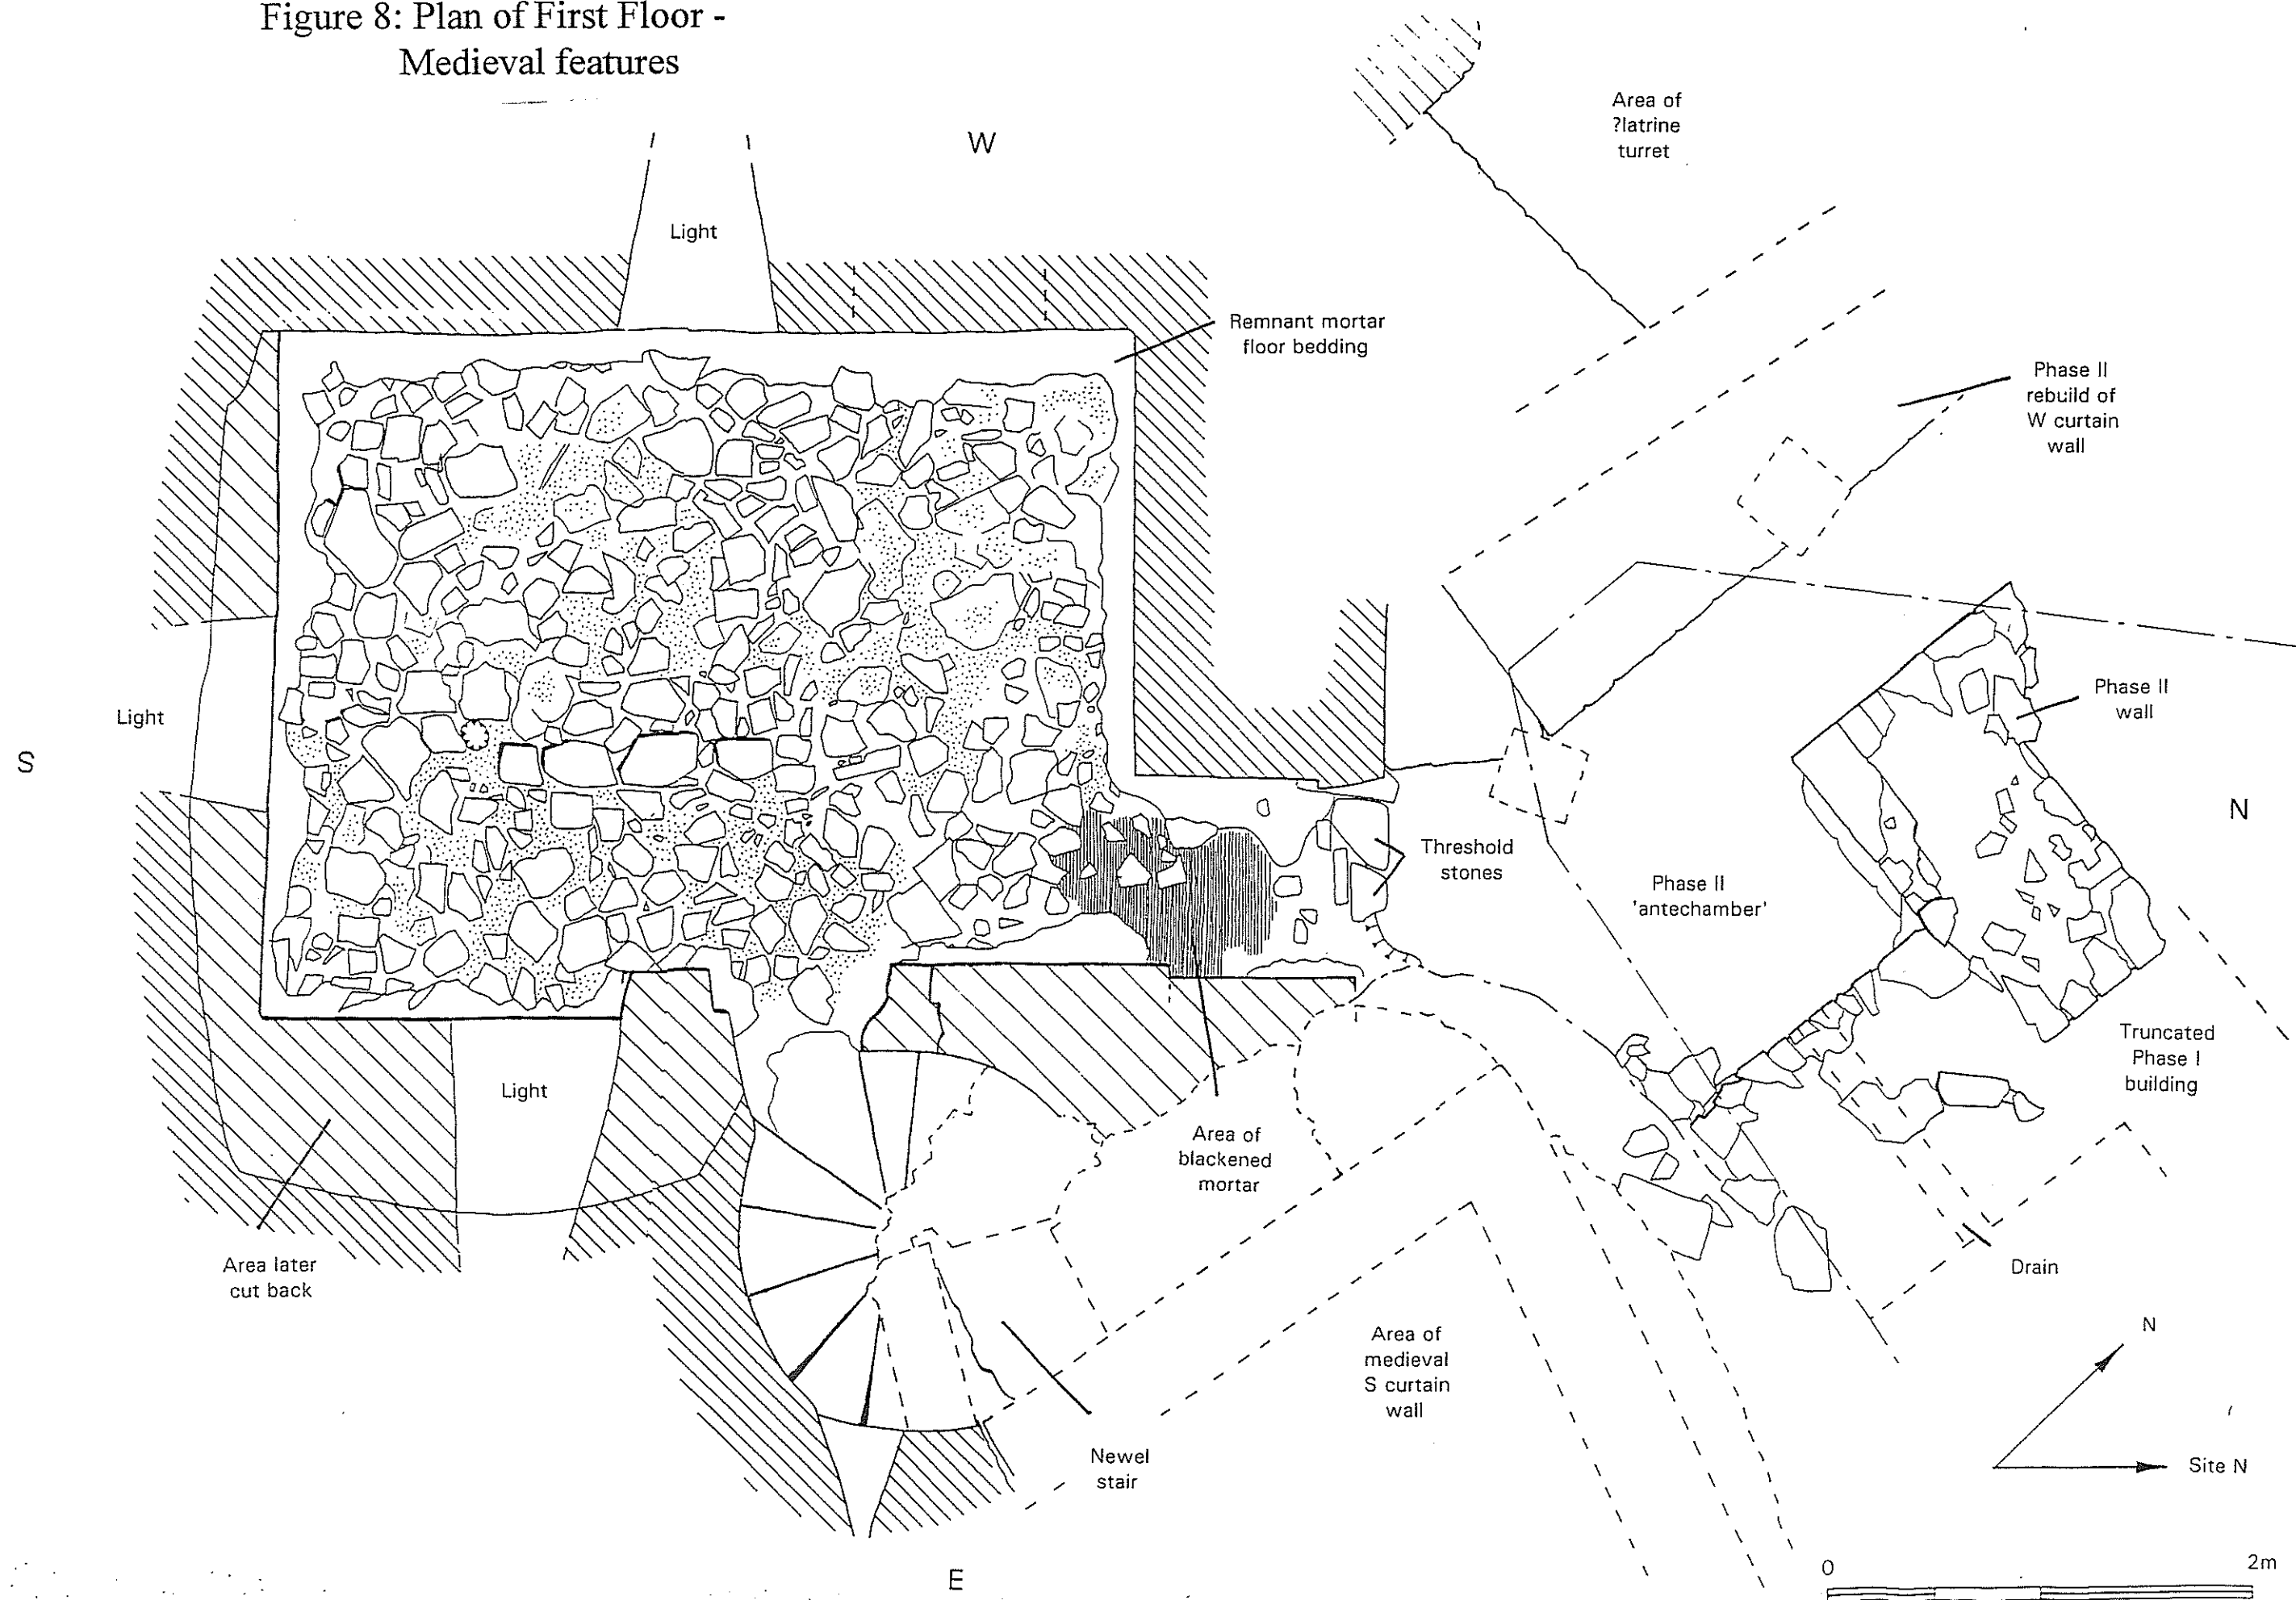 Figure 8: Plan of First Floor -
Medieval features
W
Area of
?latrine
turret
Light
Remnant mortar
floor bedding
Phase II
rebuild of
W curtain
wall
Light
S
Phase II
wall
N
Threshold
stones
Phase II
'antechamber'
Truncated
Phase I
building
Light
Area of
blackened
mortar
Area later
cut back
Drain
Area of
medieval
S curtain
wall
N
Site N
Newel
stair
E
0
2m